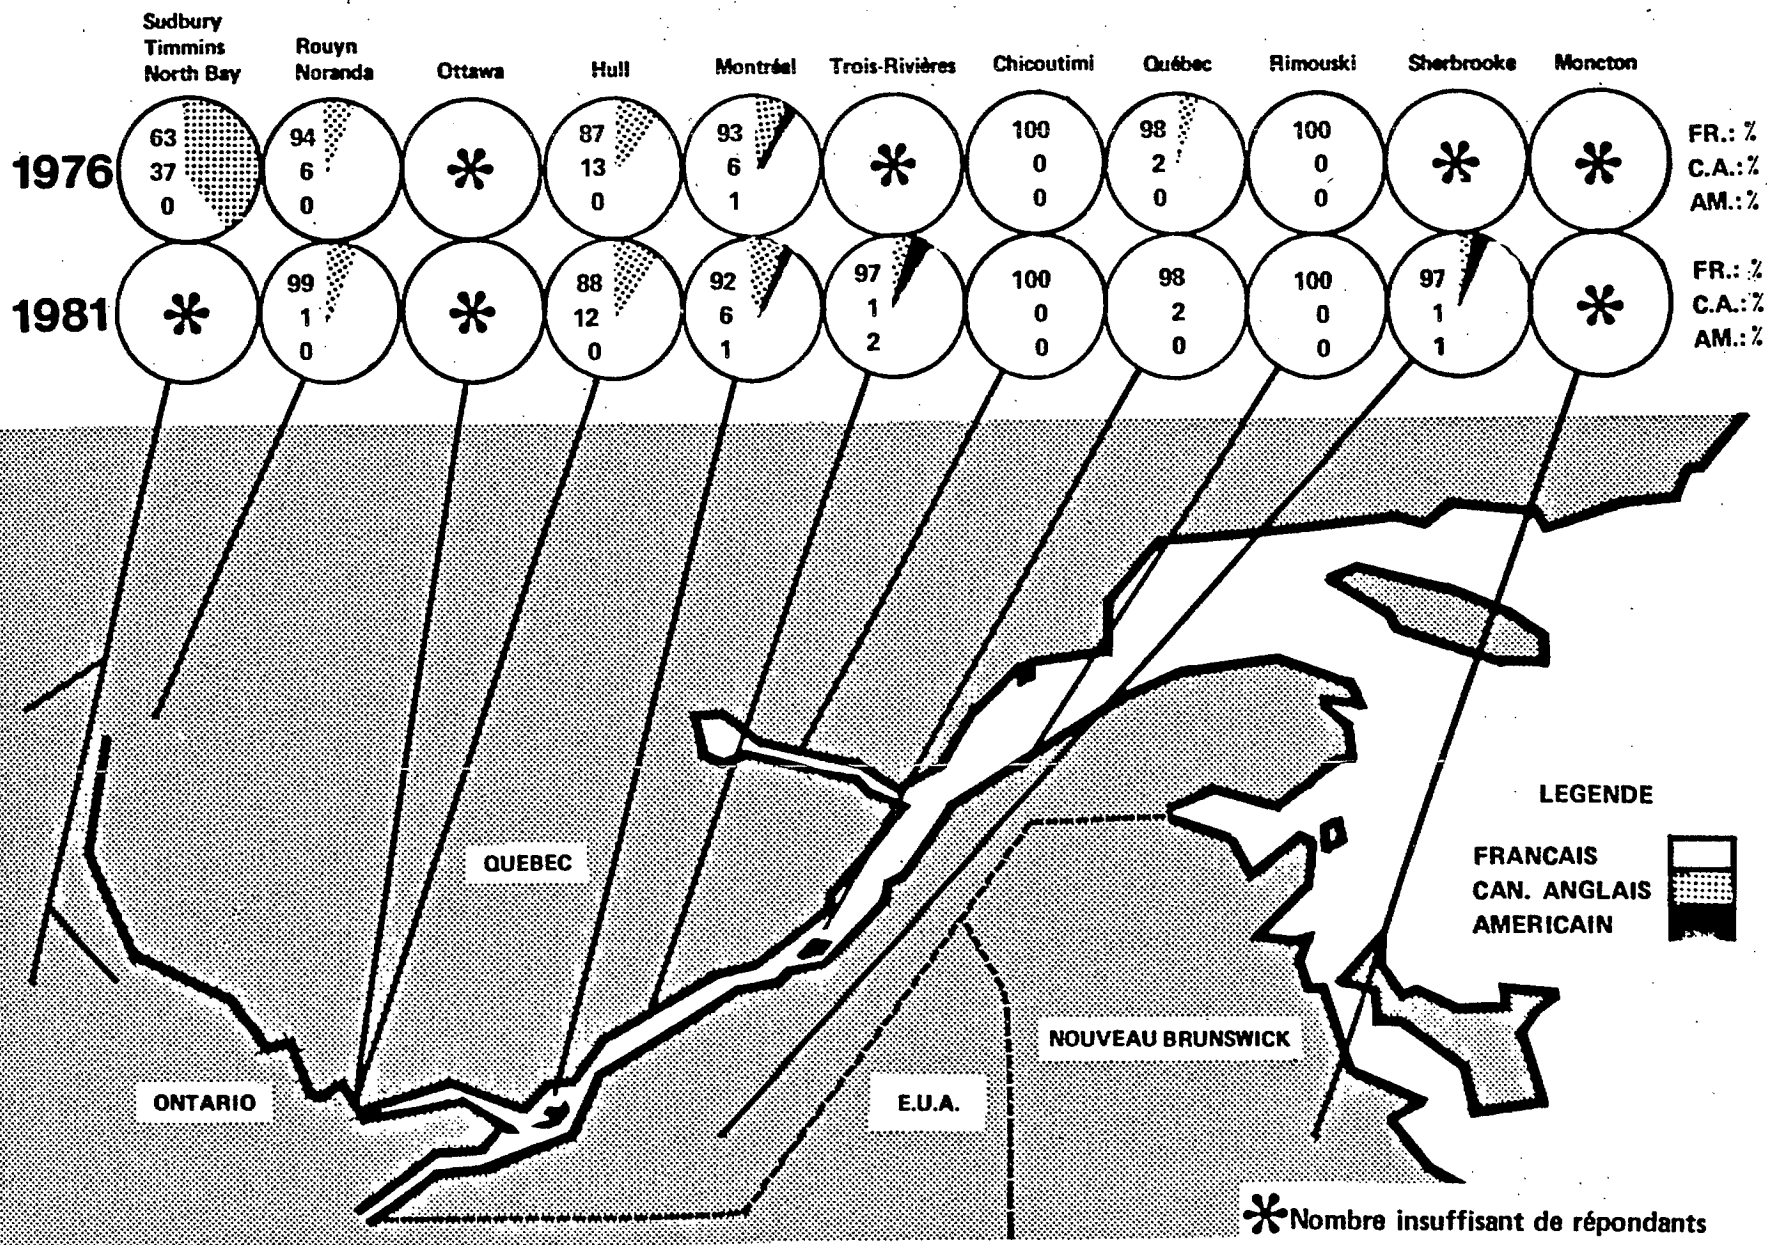 Sudbury
Timmins
North Bay
Rouyn
Noranda
Ottawa
Hull
Montréal
Trois-Rivières
Chicoutimi
Québec
Rimouski
Sherbrooke
Moncton
1976
63
37
0
94
6
0
*
87
13
0
93
6
1
*
100
0
0
98
2
0
100
0
0
*
*
FR.: %
C.A.: %
AM.: %
1981
*
99
1
0
*
88
12
0
92
6
1
97
1
2
100
0
0
98
2
0
100
0
0
97
1
1
*
FR.: %
C.A.: %
AM.: %
QUEBEC
ONTARIO
E.U.A.
NOUVEAU BRUNSWICK
LEGENDE
FRANCAIS
CAN. ANGLAIS
AMERICAIN
* Nombre insuffisant de répondants